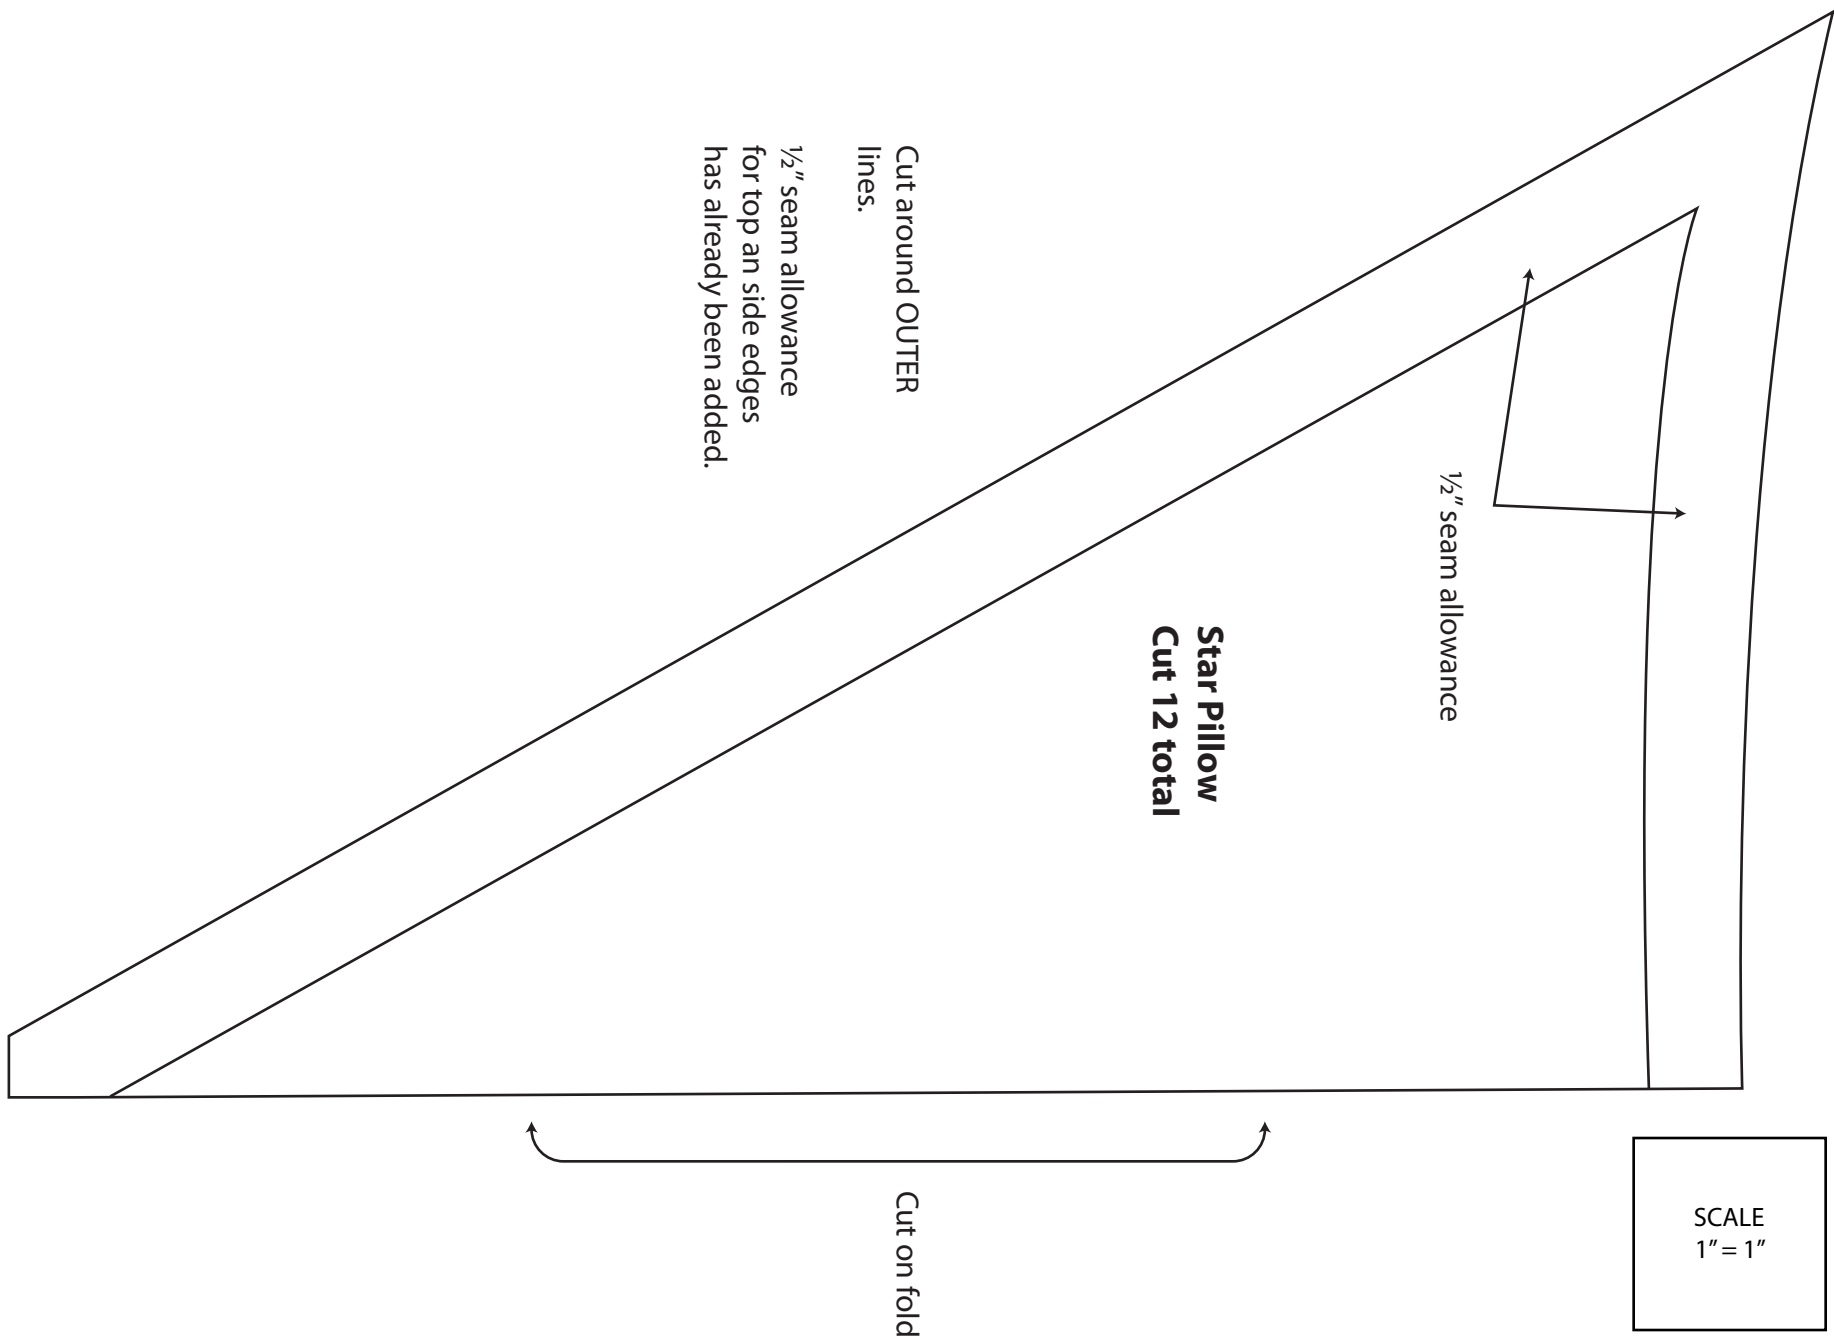 Cut around OUTER
lines.
½” seam allowance
for top an side edges
has already been added.
½” seam allowance
Star Pillow
Cut 12 total
Cut on fold
SCALE
1” = 1”